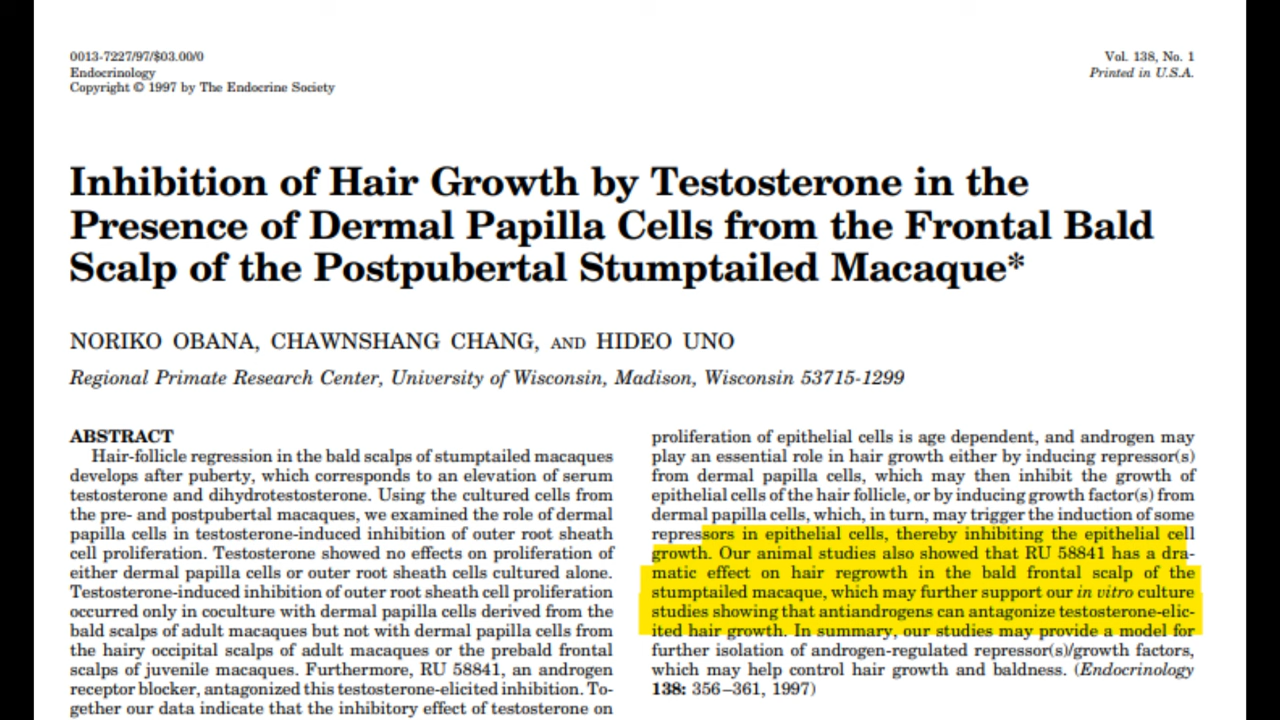 0013-7227/97/$03.00/0
Endocrinology
Copyright © 1997 by The Endocrine Society
Vol. 138, No. 1
Printed in U.S.A.
Inhibition of Hair Growth by Testosterone in the
Presence of Dermal Papilla Cells from the Frontal Bald
Scalp of the Postpubertal Stumptailed Macaque*
NORIKO OBANA, CHAWNSHANG CHANG, AND HIDEO UNO
Regional Primate Research Center, University of Wisconsin, Madison, Wisconsin 53715-1299
ABSTRACT
Hair-follicle regression in the bald scalps of stumptailed macaques
develops after puberty, which corresponds to an elevation of serum
testosterone and dihydrotestosterone. Using the cultured cells from
the pre- and postpubertal macaques, we examined the role of dermal
papilla cells in testosterone-induced inhibition of outer root sheath
cell proliferation. Testosterone showed no effects on proliferation of
either dermal papilla cells or outer root sheath cells cultured alone.
Testosterone-induced inhibition of outer root sheath cell proliferation
occurred only in coculture with dermal papilla cells derived from the
bald scalps of adult macaques but not with dermal papilla cells from
the hairy occipital scalps of adult macaques or the prebald frontal
scalps of juvenile macaques. Furthermore, RU 58841, an androgen
receptor blocker, antagonized this testosterone-elicited inhibition. To-
gether our data indicate that the inhibitory effect of testosterone on
proliferation of epithelial cells is age dependent, and androgen may
play an essential role in hair growth either by inducing repressor(s)
from dermal papilla cells, which may then inhibit the growth of
epithelial cells of the hair follicle, or by inducing growth factor(s) from
dermal papilla cells, which, in turn, may trigger the induction of some
repressors in epithelial cells, thereby inhibiting the epithelial cell
growth. Our animal studies also showed that RU 58841 has a dra-
matic effect on hair regrowth in the bald frontal scalp of the
stumptailed macaque, which may further support our in vitro culture
studies showing that antiandrogens can antagonize testosterone-elic-
ited hair growth. In summary, our studies may provide a model for
further isolation of androgen-regulated repressor(s)/growth factors,
which may help control hair growth and baldness. (Endocrinology
138: 356–361, 1997)